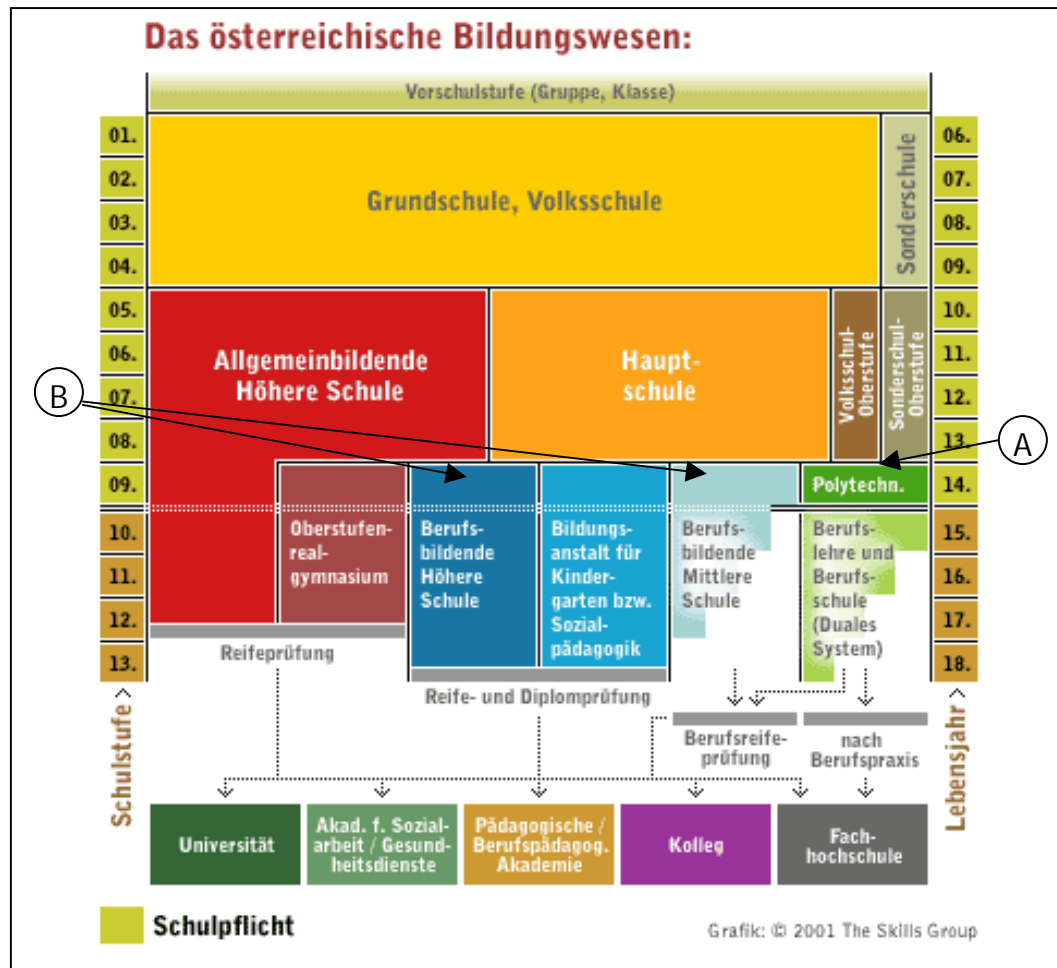 Das österreichische Bildungswesen:
Vorschulstufe (Gruppe, Klasse)
01.
02.
03.
04.
05.
06.
07.
08.
09.
10.
11.
12.
13.
Schulstufe >
Grundschule, Volksschule
Sonderschule
06.
07.
08.
09.
10.
11.
12.
13.
14.
15.
16.
17.
18.
Lebensjahr >
Allgemeinbildende
Höhere Schule
Haupt-
schule
Volksschul-
Oberstufe
Sonderschul-
Oberstufe
B
A
Polytechn.
Oberstufen-
real-
gymnasium
Berufs-
bildende
Höhere
Schule
Bildungs-
anstalt für
Kinder-
garten bzw.
Sozial-
pädagogik
Berufs-
bildende
Mittlere
Schule
Berufs-
lehre und
Berufs-
schule
(Duales
System)
Reifeprüfung
Reife- und Diplomprüfung
Berufsreife-
prüfung
nach
Berufspraxis
Universität
Akad. f. Sozial-
arbeit / Gesund-
heitsdienste
Pädagogische /
Berufspädagog.
Akademie
Kolleg
Fach-
hochschule
Schulpflicht
Grafik: © 2001 The Skills Group